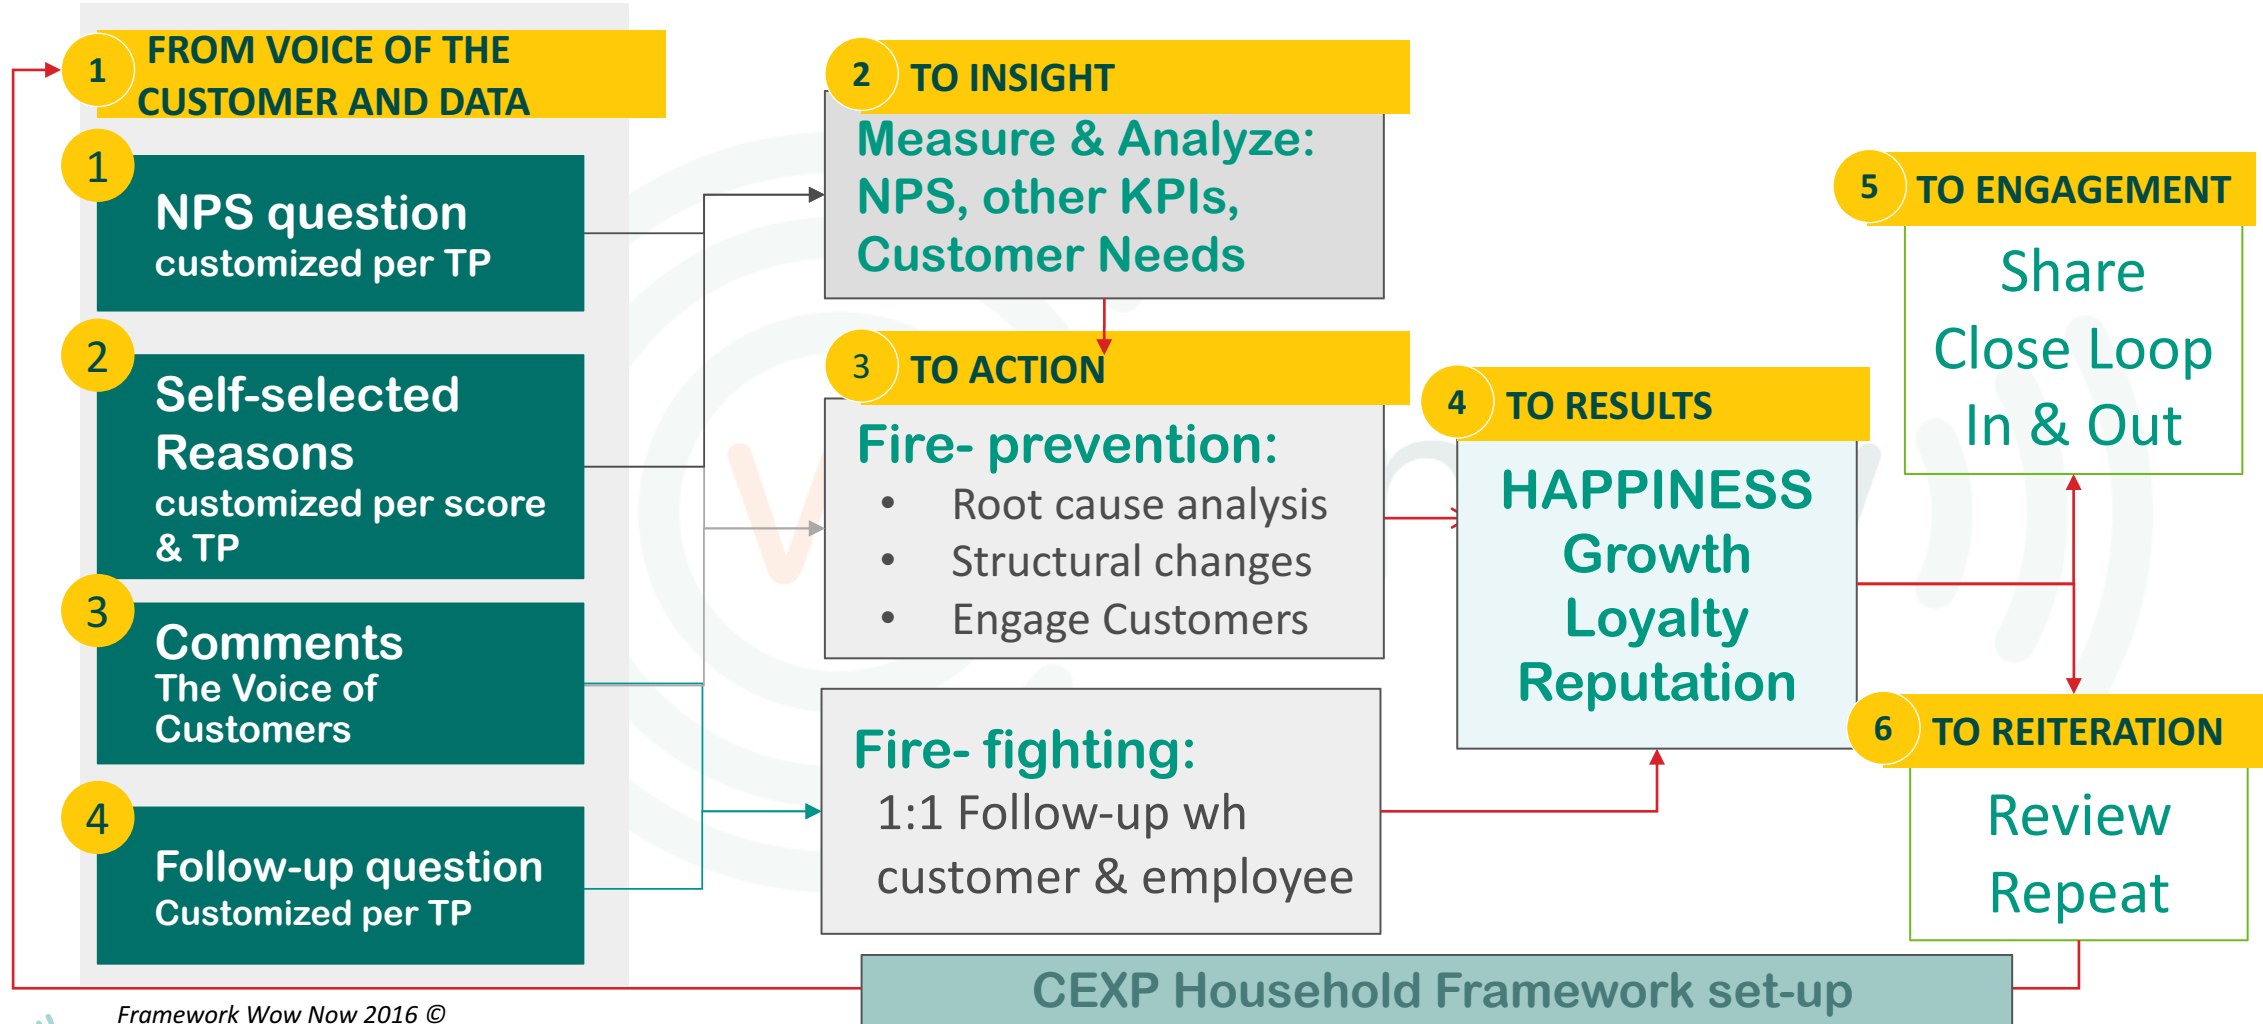 1
FROM VOICE OF THE
CUSTOMER AND DATA
1
NPS question
customized per TP
2
Self-selected
Reasons
customized per score
& TP
3
Comments
The Voice of
Customers
4
Follow-up question
Customized per TP
2
TO INSIGHT
Measure & Analyze:
NPS, other KPIs,
Customer Needs
3
TO ACTION
Fire- prevention:
• Root cause analysis
• Structural changes
• Engage Customers
Fire- fighting:
1:1 Follow-up wh
customer & employee
4
TO RESULTS
HAPPINESS
Growth
Loyalty
Reputation
5
TO ENGAGEMENT
Share
Close Loop
In & Out
6
TO REITERATION
Review
Repeat
CEXP Household Framework set-up
Framework Wow Now 2016 ©